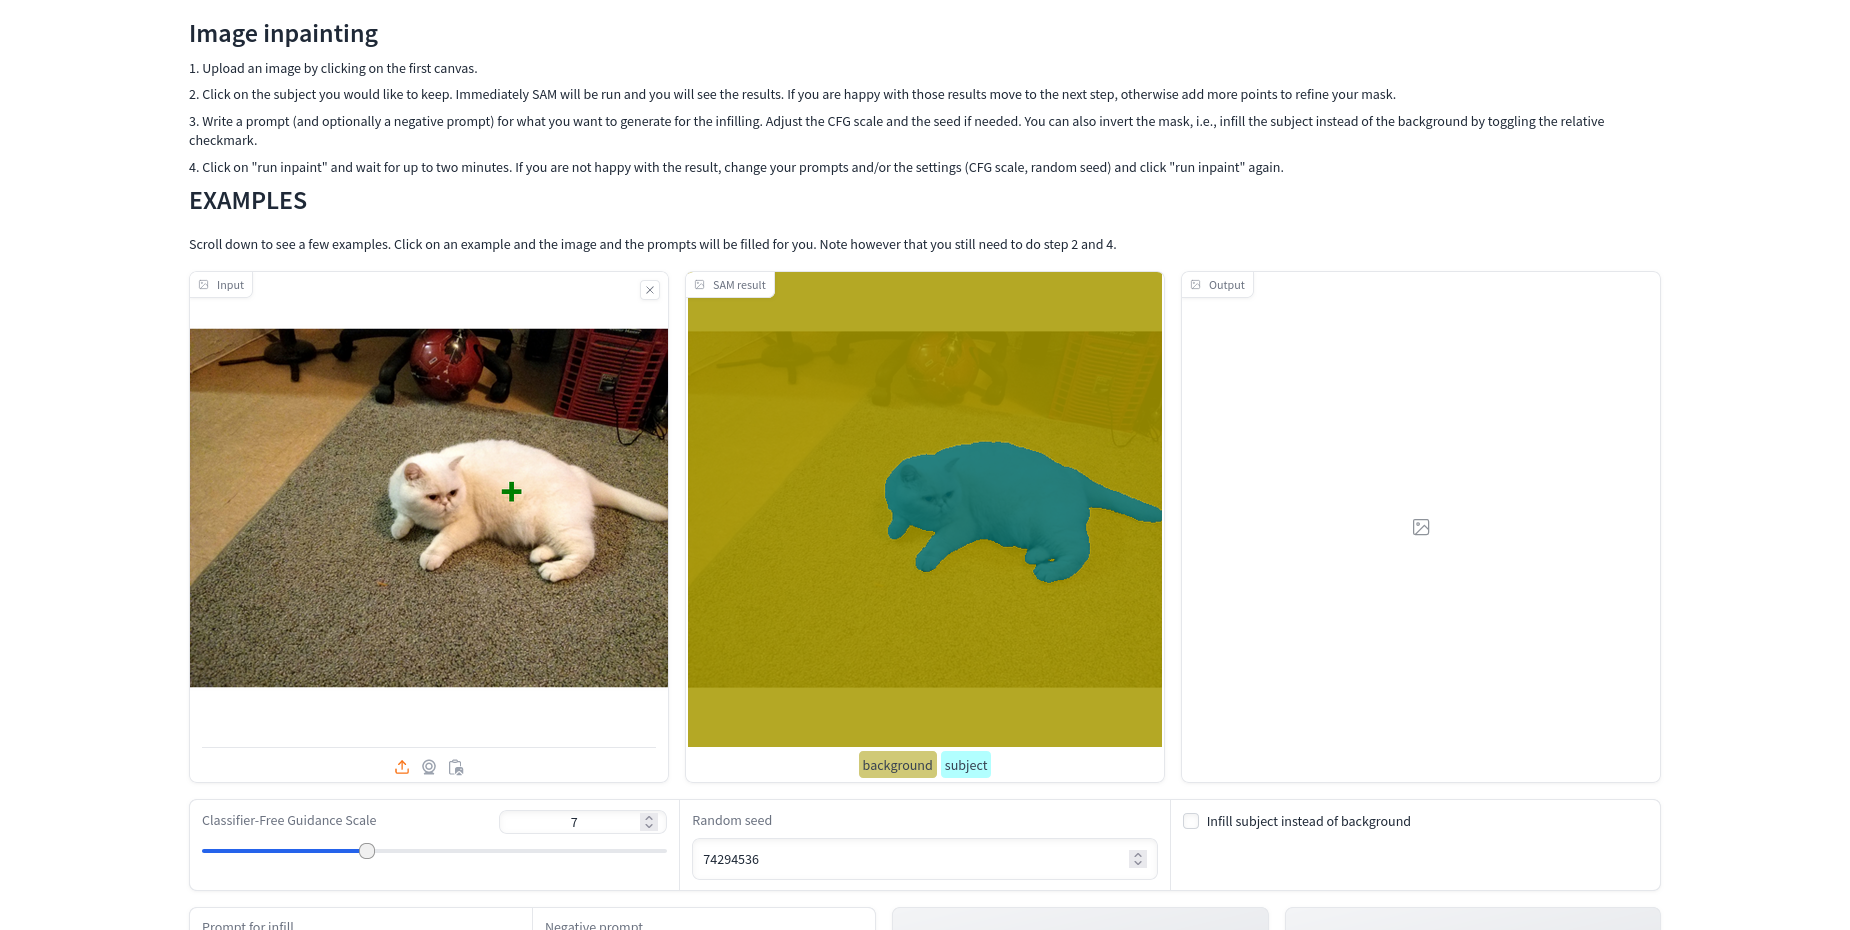 Image inpainting
1. Upload an image by clicking on the first canvas.
2. Click on the subject you would like to keep. Immediately SAM will be run and you will see the results. If you are happy with those results move to the next step, otherwise add more points to refine your mask.
3. Write a prompt (and optionally a negative prompt) for what you want to generate for the infilling. Adjust the CFG scale and the seed if needed. You can also invert the mask, i.e., infill the subject instead of the background by toggling the relative
checkmark.
4. Click on "run inpaint" and wait for up to two minutes. If you are not happy with the result, change your prompts and/or the settings (CFG scale, random seed) and click "run inpaint" again.
EXAMPLES
Scroll down to see a few examples. Click on an example and the image and the prompts will be filled for you. Note however that you still need to do step 2 and 4.
Input
SAM result
Output
background subject
Classifier-Free Guidance Scale
7
Random seed
74294536
Infill subject instead of background
Prompt for infill
Negative prompt